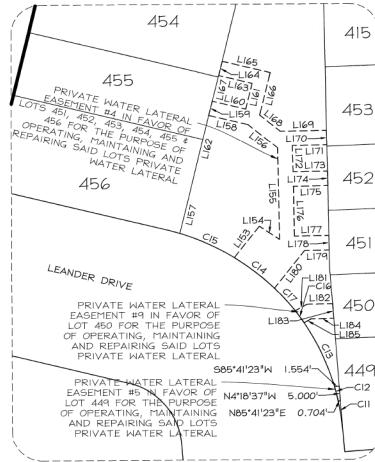 454
415
L165
L164
455
L163
L166
L167
L161
PRIVATE WATER LATERAL
EASEMENT #4 IN FAVOR OF
LOTS 451, 452, 453, 454, 455 &
456 FOR THE PURPOSE OF
OPERATING, MAINTAINING AND
REPAIRING SAID LOTS PRIVATE
WATER LATERAL
L160
L159
L168
453
L158
L169
L156
L170
L162
L171
L172
L173
456
L174
452
L155
L175
L176
L157
L154
L177
C15
L153
L178
451
L179
C14
L180
LEANDER DRIVE
L181
C16
C17
L182
PRIVATE WATER LATERAL
EASEMENT #9 IN FAVOR OF
LOT 450 FOR THE PURPOSE
OF OPERATING, MAINTAINING
AND REPAIRING SAID LOTS
PRIVATE WATER LATERAL
450
L183
L184
L185
C13
S85°41'23"W 1.554'
449
PRIVATE WATER LATERAL
EASEMENT #5 IN FAVOR OF
LOT 449 FOR THE PURPOSE
OF OPERATING, MAINTAINING
AND REPAIRING SAID LOTS
PRIVATE WATER LATERAL
C12
N4°18'37"W 5.000'
N85°41'23"E 0.704'
C11